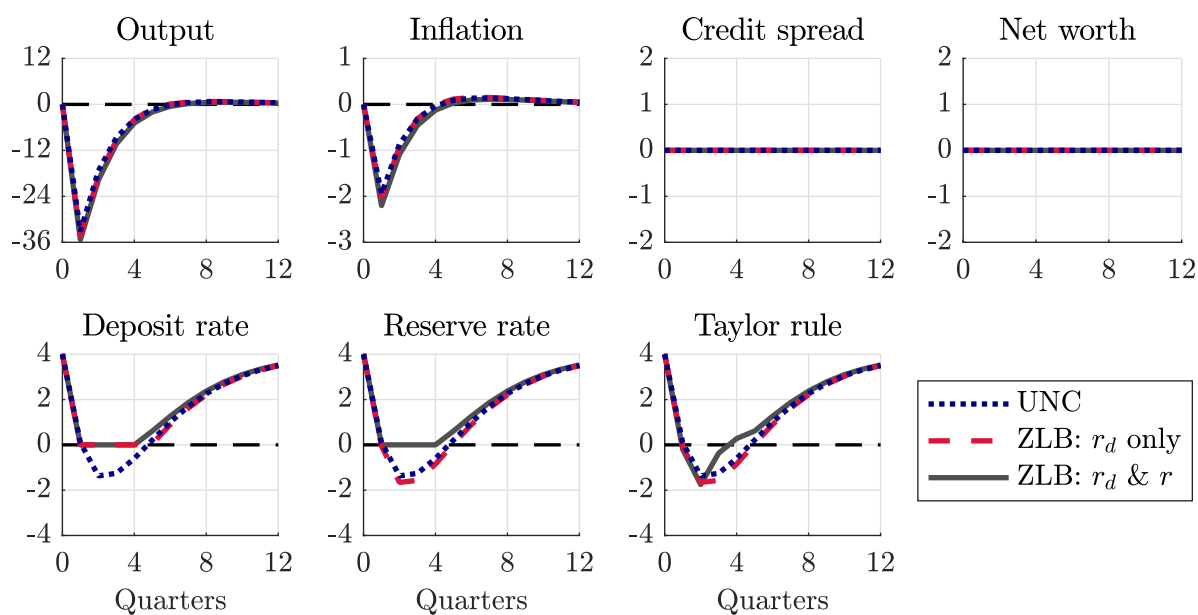 Output Inflation Credit spread Net worth
12 1 2 2
0 0 1 1
-12 -1 0 0
-24 -2 -1 -1
-36 -3 -2 -2
0 4 8 12 0 4 8 12 0 4 8 12 0 4 8 12
Deposit rate Reserve rate Taylor rule
4 4 4
2 2 2
0 0 0
-2 -2 -2
-4 -4 -4
0 4 8 12 0 4 8 12 0 4 8 12
Quarters Quarters Quarters
UNC
ZLB: r_d only
ZLB: r_d & r